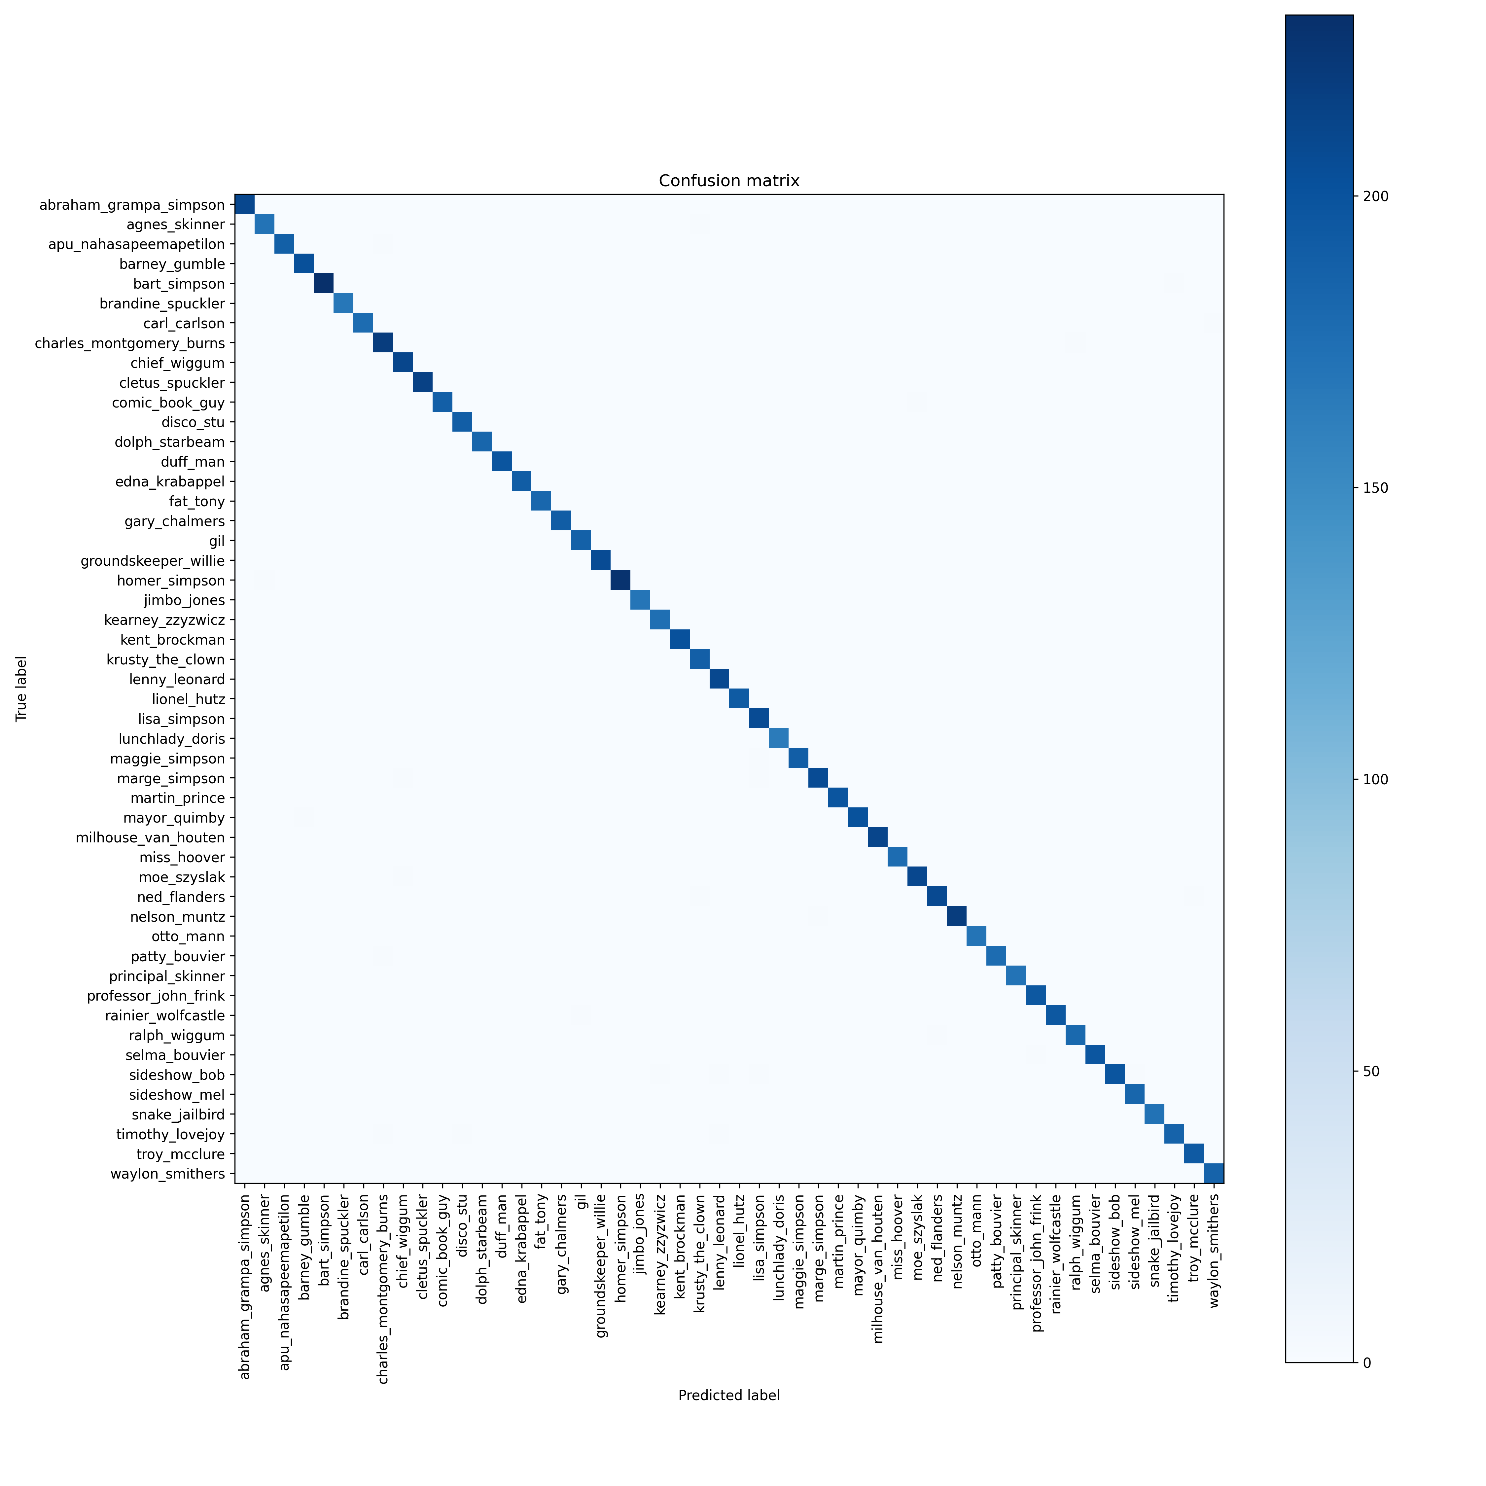 Confusion matrix
True label
abraham_grampa_simpson
agnes_skinner
apu_nahasapeemapetilon
barney_gumble
bart_simpson
brandine_spuckler
carl_carlson
charles_montgomery_burns
chief_wiggum
cletus_spuckler
comic_book_guy
disco_stu
dolph_starbeam
duff_man
edna_krabappel
fat_tony
gary_chalmers
gil
groundskeeper_willie
homer_simpson
jimbo_jones
kearney_zzyzwicz
kent_brockman
krusty_the_clown
lenny_leonard
lionel_hutz
lisa_simpson
lunchlady_doris
maggie_simpson
marge_simpson
martin_prince
mayor_quimby
milhouse_van_houten
miss_hoover
moe_szyslak
ned_flanders
nelson_muntz
otto_mann
patty_bouvier
principal_skinner
professor_john_frink
rainier_wolfcastle
ralph_wiggum
selma_bouvier
sideshow_bob
sideshow_mel
snake_jailbird
timothy_lovejoy
troy_mcclure
waylon_smithers
abraham_grampa_simpson
agnes_skinner
apu_nahasapeemapetilon
barney_gumble
bart_simpson
brandine_spuckler
carl_carlson
charles_montgomery_burns
chief_wiggum
cletus_spuckler
comic_book_guy
disco_stu
dolph_starbeam
duff_man
edna_krabappel
fat_tony
gary_chalmers
gil
groundskeeper_willie
homer_simpson
jimbo_jones
kearney_zzyzwicz
kent_brockman
krusty_the_clown
lenny_leonard
lionel_hutz
lisa_simpson
lunchlady_doris
maggie_simpson
marge_simpson
martin_prince
mayor_quimby
milhouse_van_houten
miss_hoover
moe_szyslak
ned_flanders
nelson_muntz
otto_mann
patty_bouvier
principal_skinner
professor_john_frink
rainier_wolfcastle
ralph_wiggum
selma_bouvier
sideshow_bob
sideshow_mel
snake_jailbird
timothy_lovejoy
troy_mcclure
waylon_smithers
Predicted label
200
150
100
50
0